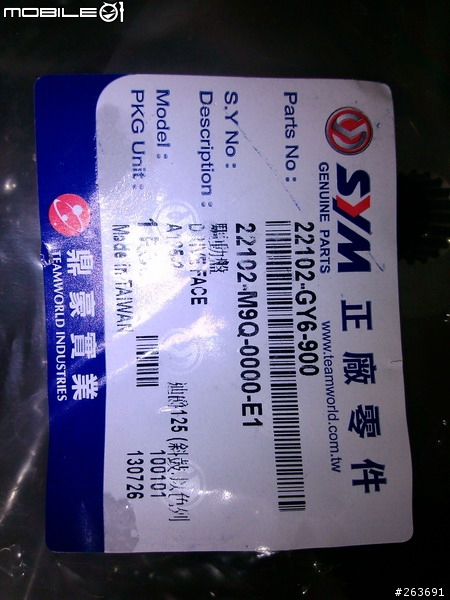 MOBILE01
SYM 正廠零件
GENUINE PARTS www.teamworld.com.tw
Parts No : 22102-GY6-900
S.Y No : 22102-M9Q-0000-E1
Description : 驅動盤
FACE
Model : 125
PKG Unit : 1 100101
Made in TAIWAN 130726
鼎豪實業
TEAMWORLD INDUSTRIES
#263691